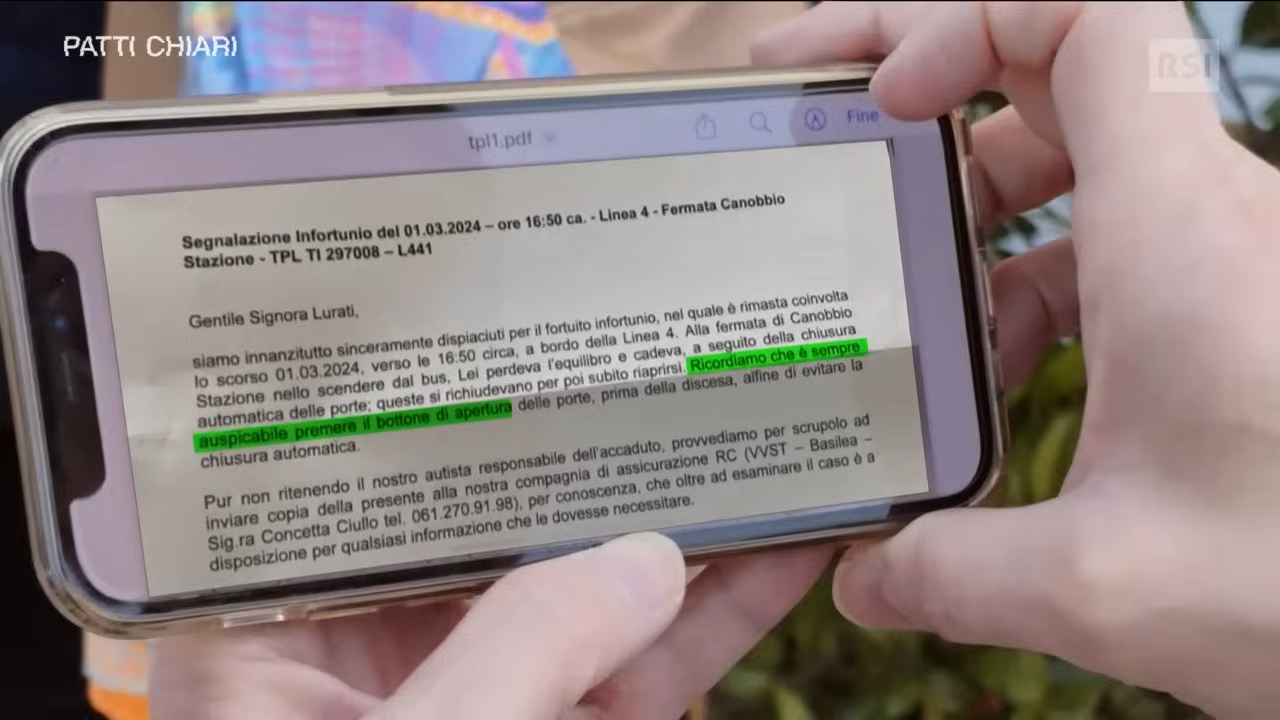 PATTI CHIARI
RSI
tpl1.pdf
Fine
Segnalazione Infortunio del 01.03.2024 – ore 16:50 ca. - Linea 4 - Fermata Canobbio
Stazione - TPL TI 297008 – L441
Gentile Signora Lurati,
siamo innanzitutto sinceramente dispiaciuti per il fortuito infortunio, nel quale è rimasta coinvolta
lo scorso 01.03.2024, verso le 16:50 circa, a bordo della Linea 4. Alla fermata di Canobbio
Stazione nello scendere dal bus, Lei perdeva l'equilibro e cadeva, a seguito della chiusura
automatica delle porte; queste si richiudevano per poi subito riaprirsi. Ricordiamo che è sempre
auspicabile premere il bottone di apertura delle porte, prima della discesa, alfine di evitare la
chiusura automatica.
Pur non ritenendo il nostro autista responsabile dell'accaduto, provvediamo per scrupolo ad
inviare copia della presente alla nostra compagnia di assicurazione RC (VVST – Basilea –
Sig.ra Concetta Ciullo tel. 061.270.91.98), per conoscenza, che oltre ad esaminare il caso è a
disposizione per qualsiasi informazione che le dovesse necessitare.